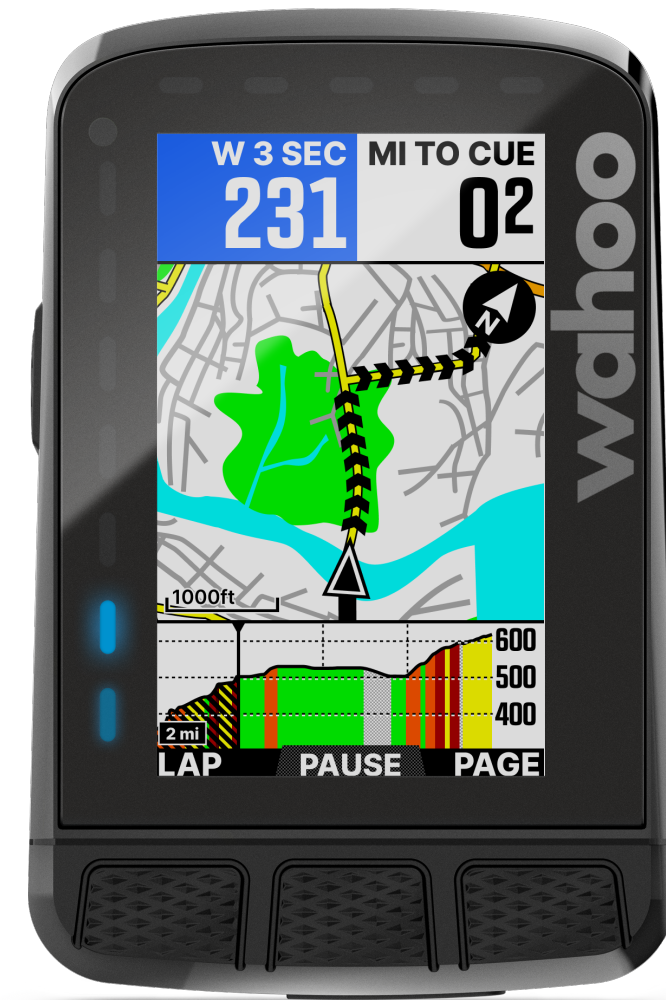 W 3 SEC
MI TO CUE
231
02
N
1000ft
600
500
400
2 mi
LAP
PAUSE
PAGE
wahoo